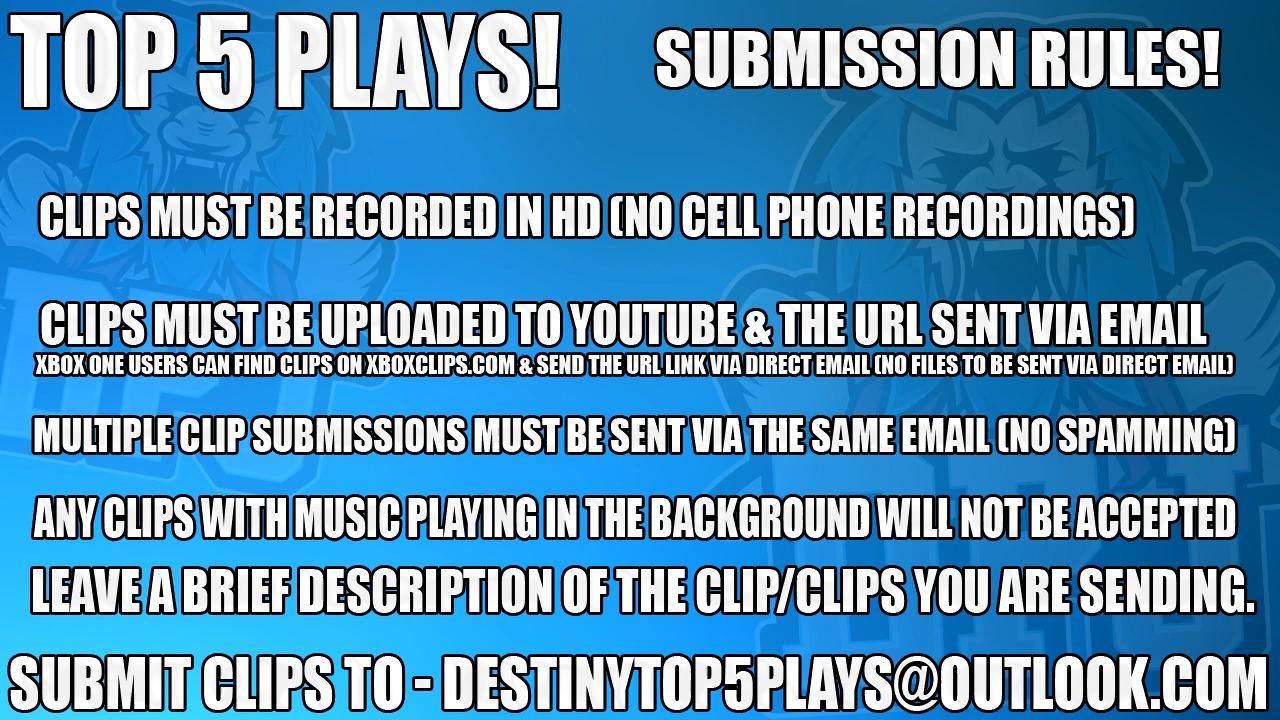 TOP 5 PLAYS!
SUBMISSION RULES!
CLIPS MUST BE RECORDED IN HD (NO CELL PHONE RECORDINGS)
CLIPS MUST BE UPLOADED TO YOUTUBE & THE URL SENT VIA EMAIL
XBOX ONE USERS CAN FIND CLIPS ON XBOXCLIPS.COM & SEND THE URL LINK VIA DIRECT EMAIL (NO FILES TO BE SENT VIA DIRECT EMAIL)
MULTIPLE CLIP SUBMISSIONS MUST BE SENT VIA THE SAME EMAIL (NO SPAMMING)
ANY CLIPS WITH MUSIC PLAYING IN THE BACKGROUND WILL NOT BE ACCEPTED
LEAVE A BRIEF DESCRIPTION OF THE CLIP/CLIPS YOU ARE SENDING.
SUBMIT CLIPS TO - DESTINYTOP5PLAYS@OUTLOOK.COM